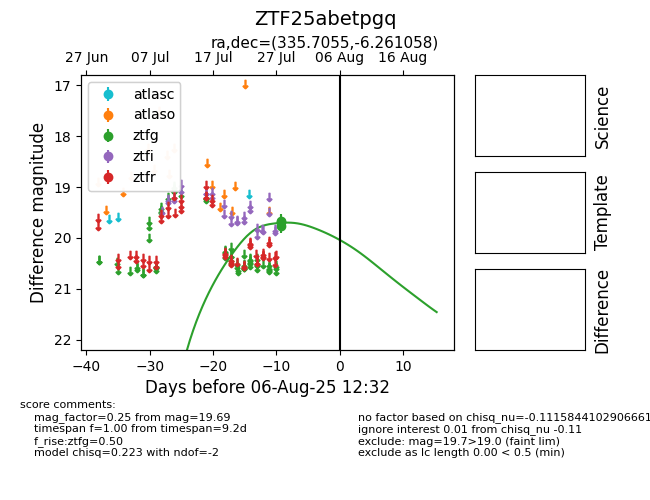 ZTF25abetpgq
ra,dec=(335.7055,-6.261058)
27 Jun 07 Jul 17 Jul 27 Jul 06 Aug 16 Aug
17
18
19
20
21
22
Difference magnitude
atlasc
atlaso
ztfg
ztfi
ztfr
−40 −30 −20 −10 0 10
Days before 06-Aug-25 12:32
Science
Template
Difference
score comments:
mag_factor=0.25 from mag=19.69
timespan f=1.00 from timespan=9.2d
f_rise:ztfg=0.50
model chisq=0.223 with ndof=-2
no factor based on chisq_nu=-0.1115844102906661
ignore interest 0.01 from chisq_nu -0.11
exclude: mag=19.7>19.0 (faint lim)
exclude as lc length 0.00 < 0.5 (min)